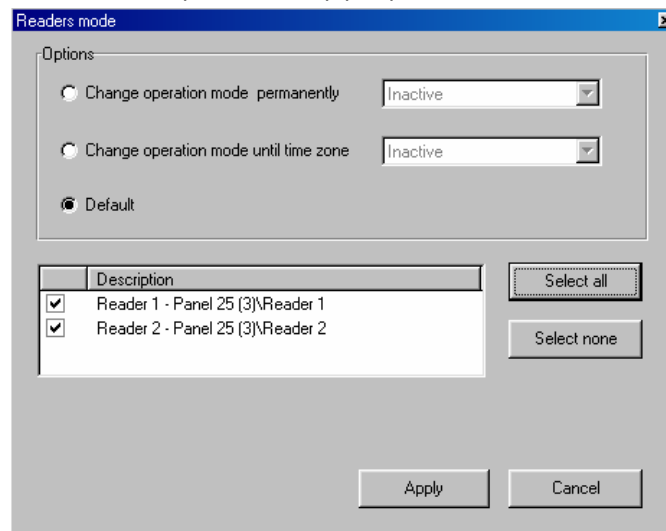 Readers mode
Options
Change operation mode permanently
Inactive
Change operation mode until time zone
Inactive
Default
Description
Reader 1 - Panel 25 (3)\Reader 1
Reader 2 - Panel 25 (3)\Reader 2
Select all
Select none
Apply
Cancel